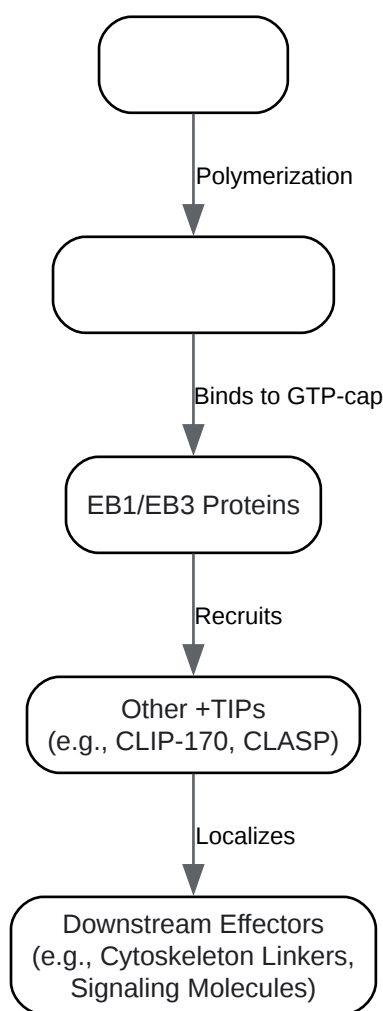 Polymerization
Binds to GTP-cap
EB1/EB3 Proteins
Recruits
Other +TIPs
(e.g., CLIP-170, CLASP)
Localizes
Downstream Effectors
(e.g., Cytoskeleton Linkers,
Signaling Molecules)